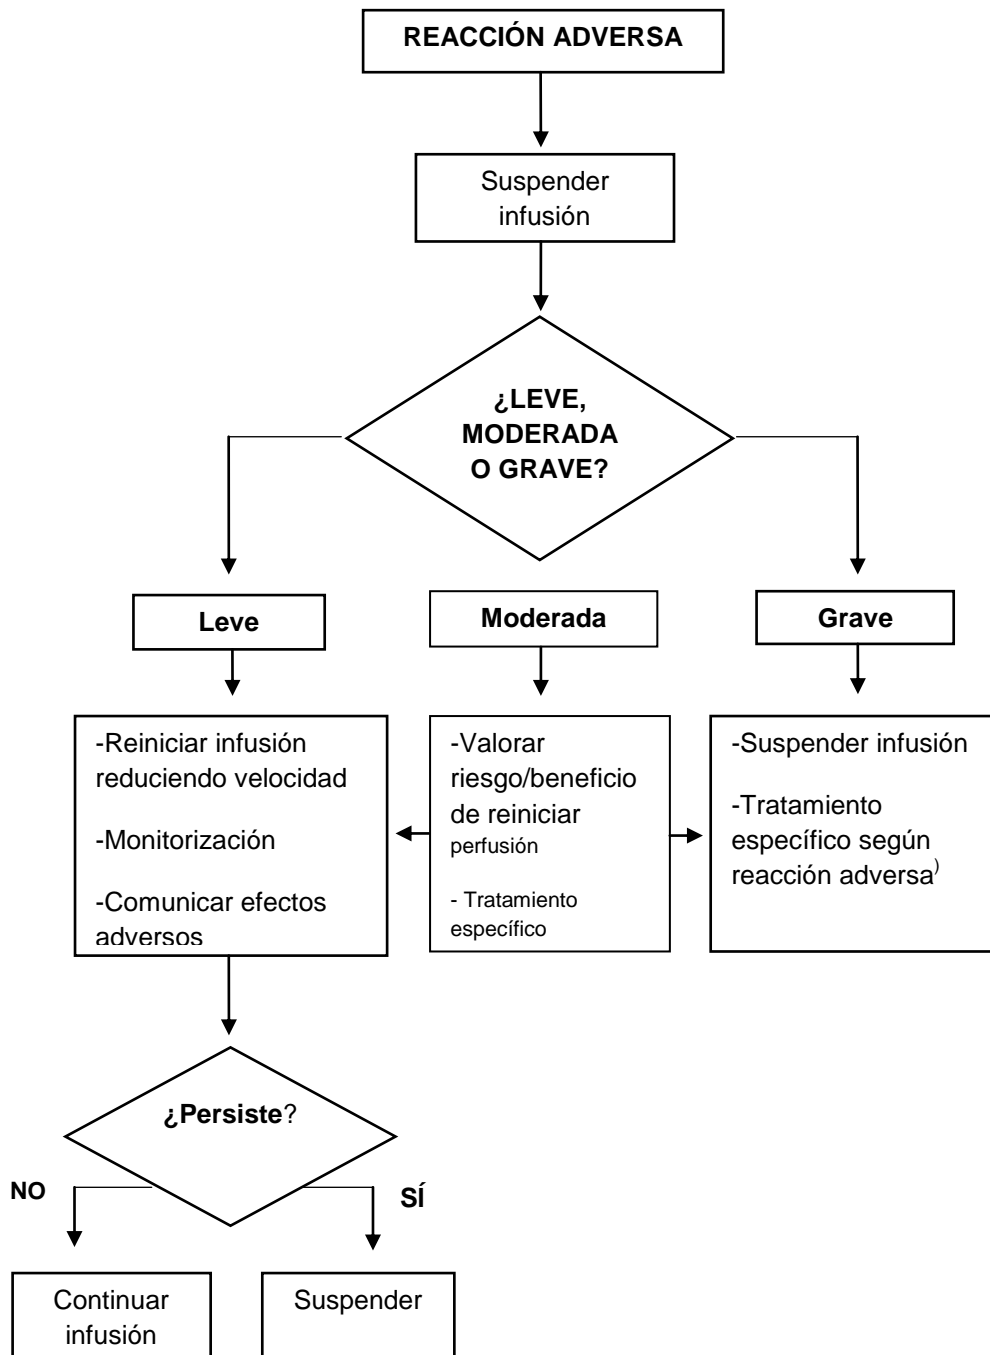 REACCIÓN ADVERSA
Suspender
infusión
¿LEVE,
MODERADA
O GRAVE?
Leve
Moderada
Grave
-Reiniciar infusión
reduciendo velocidad
-Monitorización
-Comunicar efectos
adversos
-Valorar
riesgo/beneficio
de reiniciar
perfusión
- Tratamiento
específico
-Suspender infusión
-Tratamiento
específico según
reacción adversa)
¿Persiste?
NO
SÍ
Continuar
infusión
Suspender